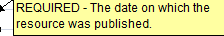 REQUIRED - The date on which the
resource was published.